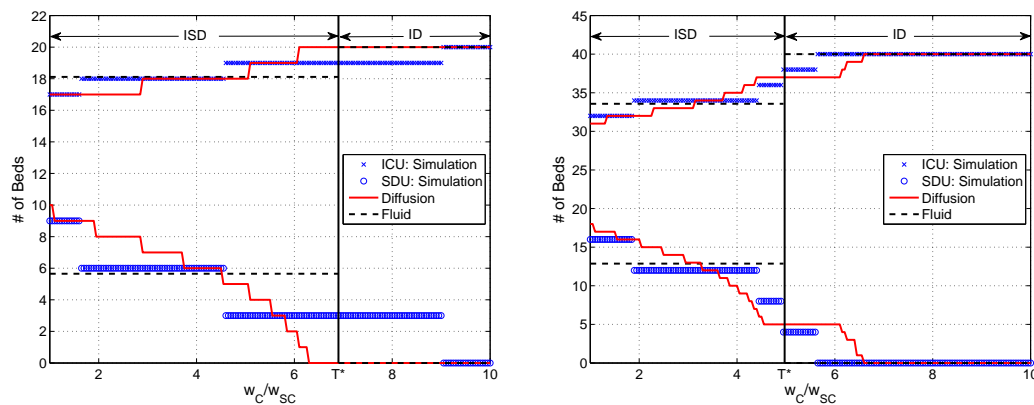 22
20
18
16
14
12
10
8
6
4
2
0
ISD
ID
# of Beds
ICU: Simulation
SDU: Simulation
Diffusion
Fluid
2 4 6 T* 8 10
w_C/w_SC
45
40
35
30
25
20
15
10
5
0
ISD
ID
# of Beds
ICU: Simulation
SDU: Simulation
Diffusion
Fluid
2 4 T* 6 8 10
w_C/w_SC